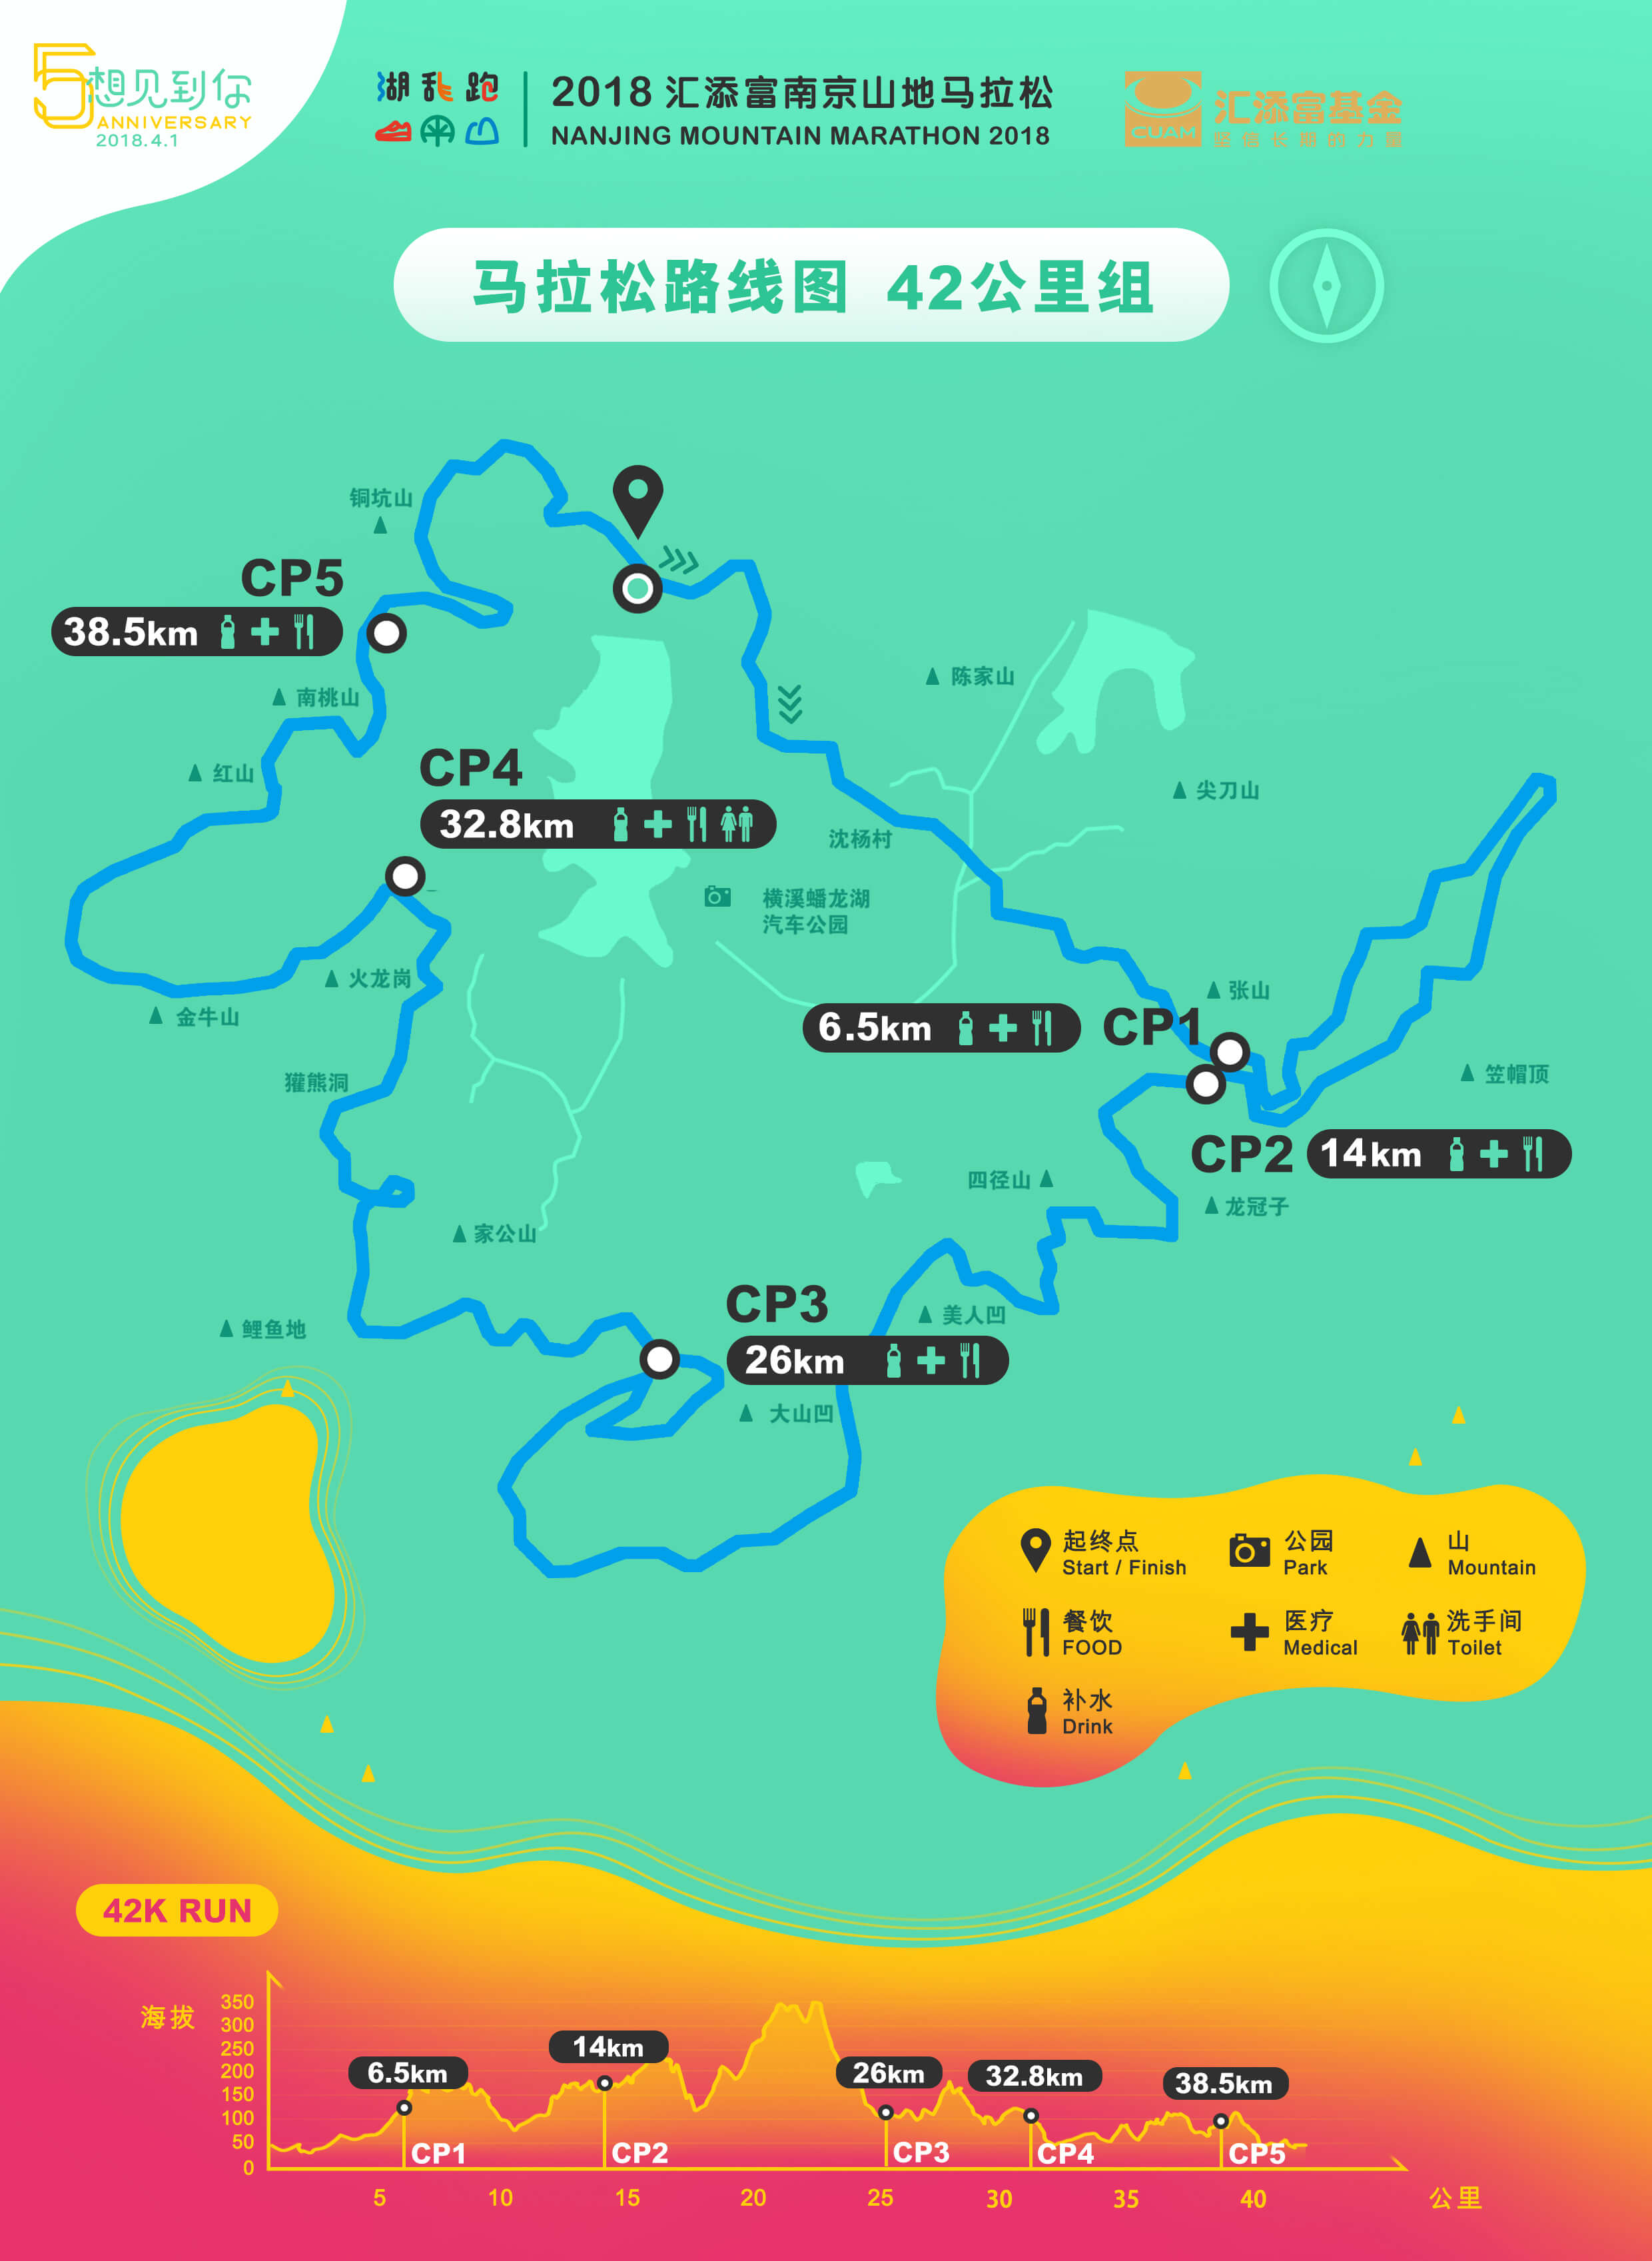 5 想见到你
ANNIVERSARY
2018.4.1
湖乱跑
2018 汇添富南京山地马拉松
NANJING MOUNTAIN MARATHON 2018
CUAM
汇添富基金
坚信长期的力量
马拉松路线图 42公里组
铜坑山
CP5
38.5km
南桃山
陈家山
红山
CP4
32.8km
尖刀山
沈杨村
横溪蟠龙湖
汽车公园
火龙岗
金牛山
张山
6.5km
CP1
獾熊洞
笠帽顶
CP2
14km
四径山
龙冠子
家公山
CP3
美人凹
鲤鱼地
26km
大山凹
起终点
Start / Finish
公园
Park
山
Mountain
餐饮
FOOD
医疗
Medical
洗手间
Toilet
补水
Drink
42K RUN
海拔
350
300
250
200
150
100
50
0
6.5km
14km
26km
32.8km
38.5km
CP1
CP2
CP3
CP4
CP5
5
10
15
20
25
30
35
40
公里